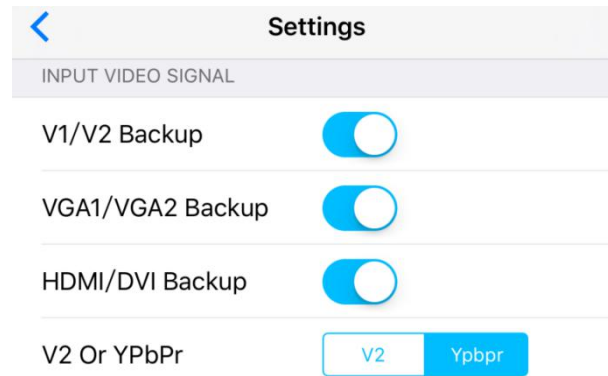 Settings
INPUT VIDEO SIGNAL
V1/V2 Backup
VGA1/VGA2 Backup
HDMI/DVI Backup
V2 Or YPbPr V2 Ypbpr